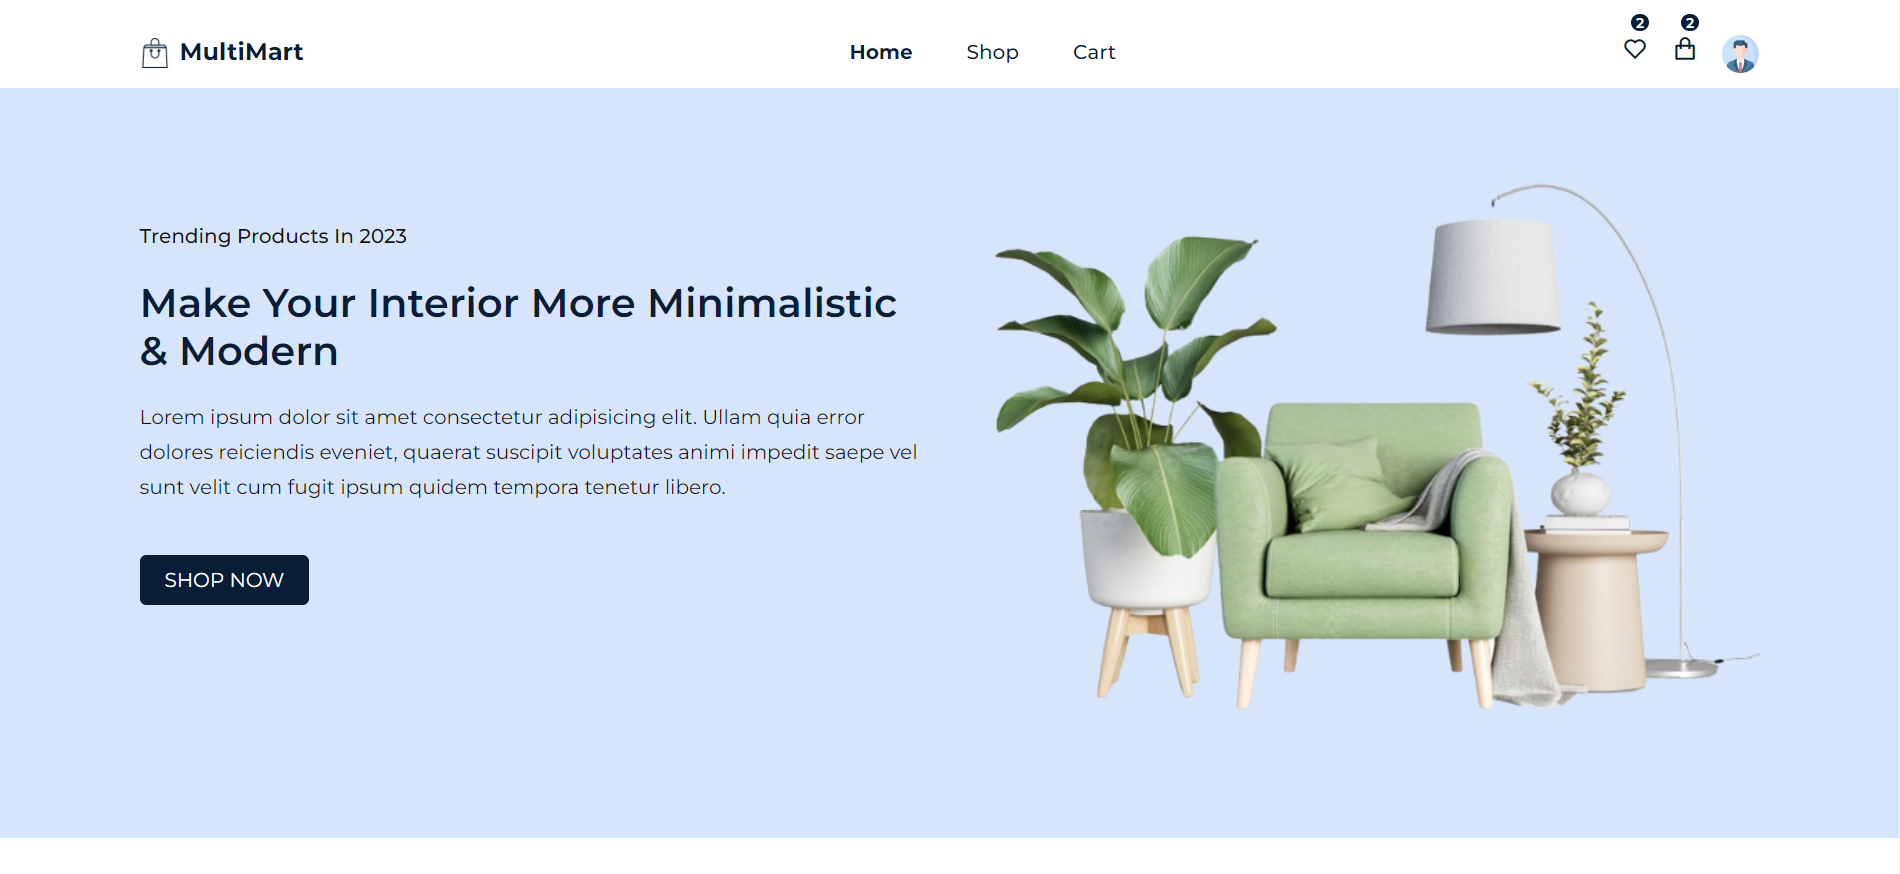 MultiMart
Home
Shop
Cart
2
2
Trending Products In 2023
Make Your Interior More Minimalistic
& Modern
Lorem ipsum dolor sit amet consectetur adipisicing elit. Ullam quia error
dolores reiciendis eveniet, quaerat suscipit voluptates animi impedit saepe vel
sunt velit cum fugit ipsum quidem tempora tenetur libero.
SHOP NOW